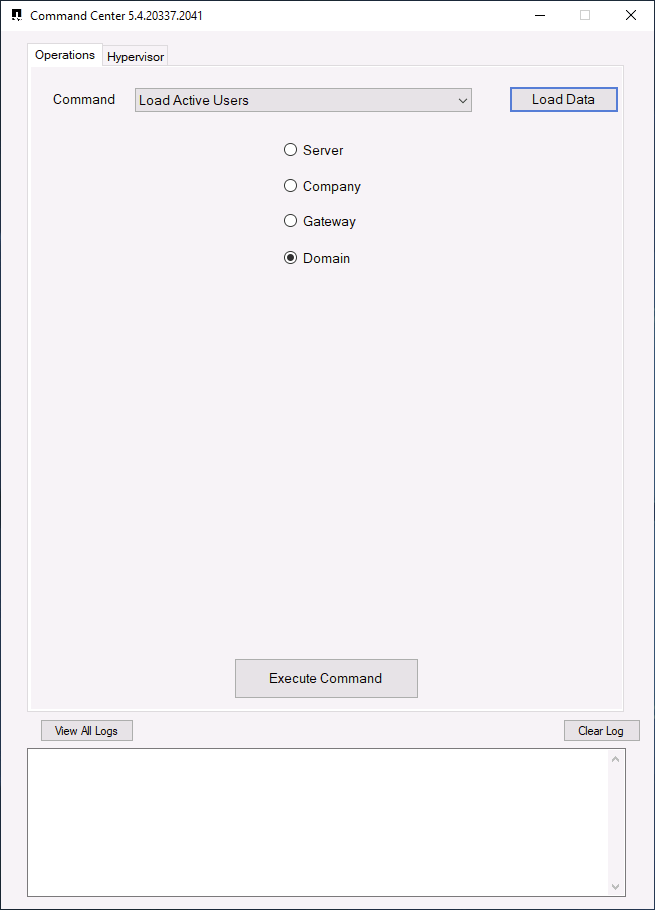 Command Center 5.4.20337.2041
Operations
Hypervisor
Command
Load Active Users
Load Data
Server
Company
Gateway
Domain
Execute Command
View All Logs
Clear Log